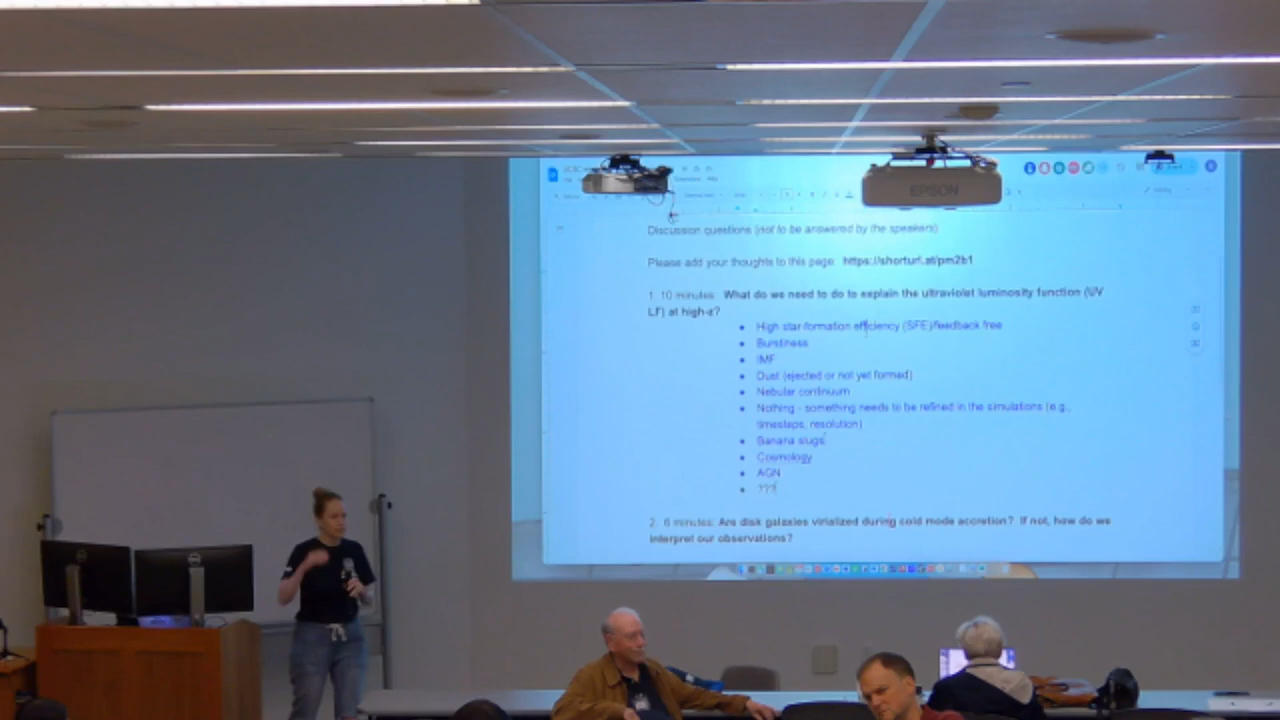 EPSON
Discussion questions (not to be answered by the speakers)
Please add your thoughts to this page: https://shorturl.at/pm2b1
1. 10 minutes: What do we need to do to explain the ultraviolet luminosity function (UV
LF) at high-z?
• High star formation efficiency (SFE)/feedback free
• Burstiness
• IMF
• Dust (ejected or not yet formed)
• Nebular continuum
• Nothing - something needs to be refined in the simulations (e.g.,
timesteps, resolution)
• Banana slugs
• Cosmology
• AGN
• ???
2. 6 minutes: Are disk galaxies virialized during cold mode accretion? If not, how do we
interpret our observations?